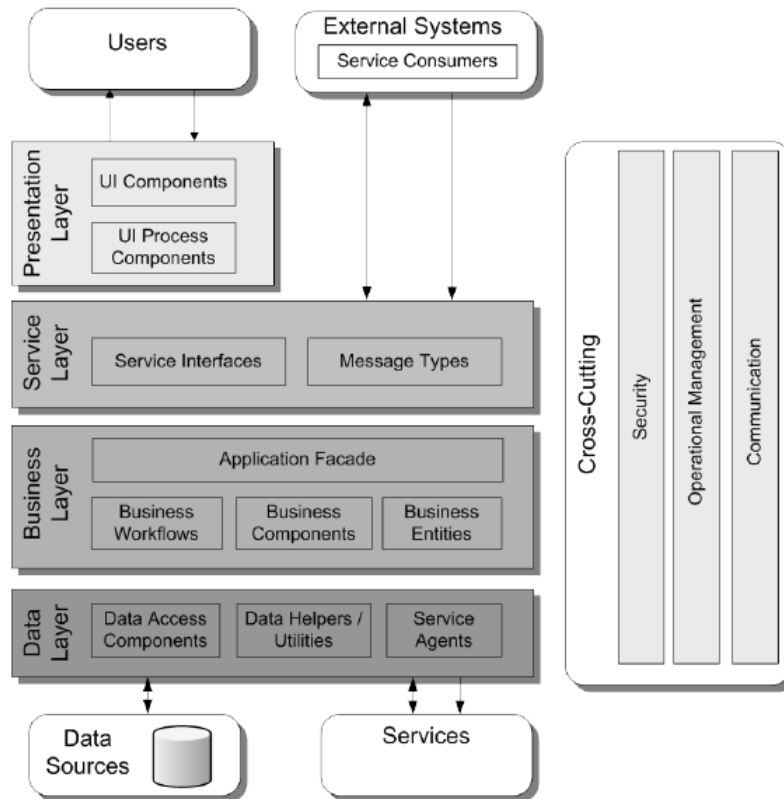 Users
External Systems
Service Consumers
Presentation
Layer
UI Components
UI Process
Components
Service
Layer
Service Interfaces
Message Types
Business
Layer
Application Facade
Business
Workflows
Business
Components
Business
Entities
Data
Layer
Data Access
Components
Data Helpers /
Utilities
Service
Agents
Data
Sources
Services
Cross-Cutting
Security
Operational Management
Communication